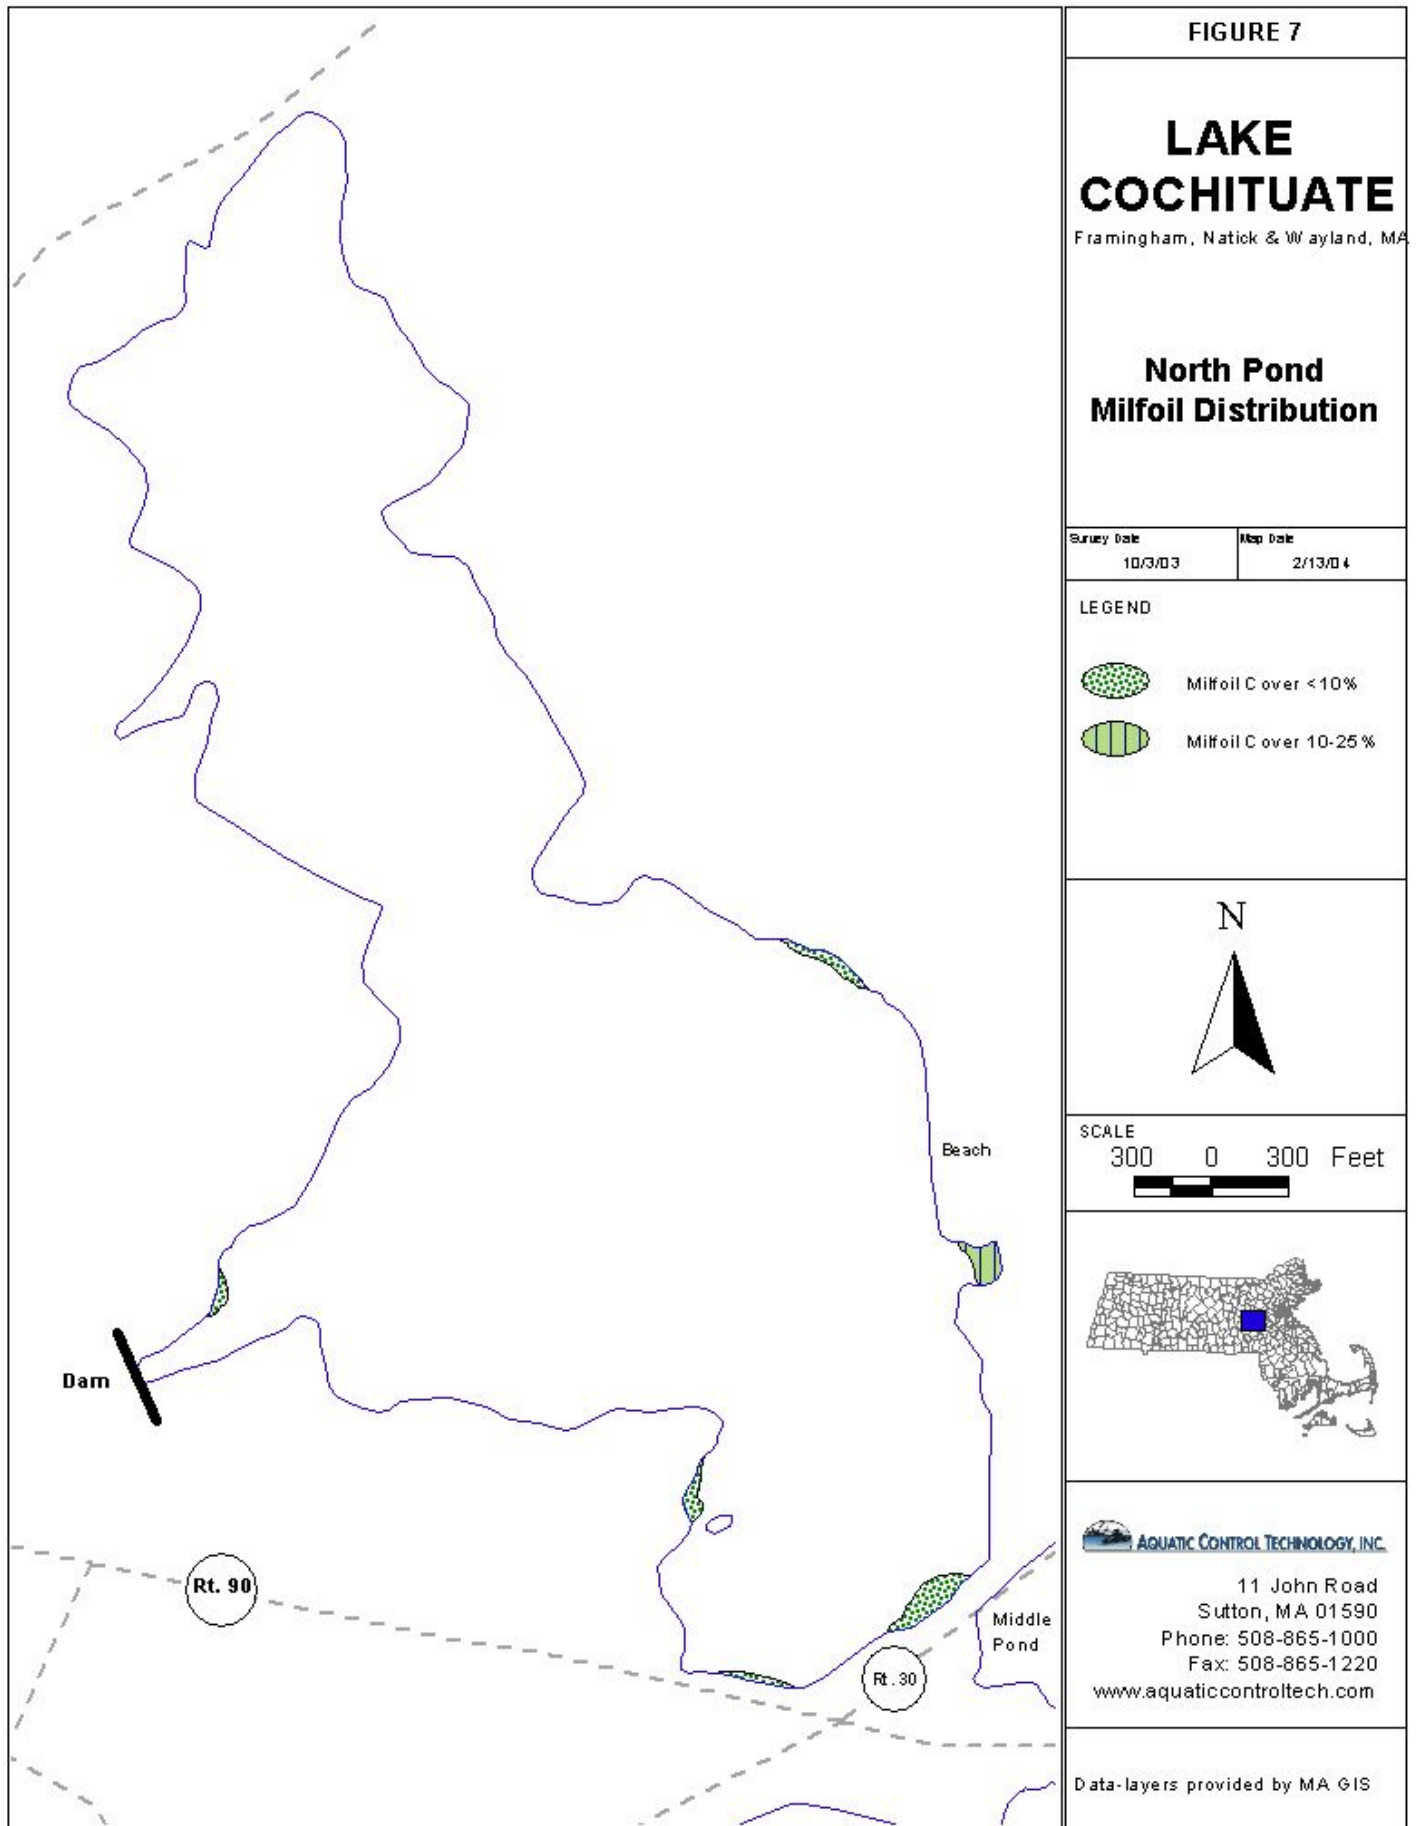 FIGURE 7
LAKE
COCHITUATE
Framingham, Natick & Wayland, MA
North Pond
Milfoil Distribution
Survey Date
10/3/03
Map Date
2/13/04
LEGEND
Milfoil Cover <10%
Milfoil Cover 10-25%
N
SCALE
300 0 300 Feet
AQUATIC CONTROL TECHNOLOGY, INC.
11 John Road
Sutton, MA 01590
Phone: 508-865-1000
Fax: 508-865-1220
www.aquaticcontroltech.com
Data-layers provided by MA GIS
Beach
Dam
Rt. 90
Middle
Pond
Rt. 30